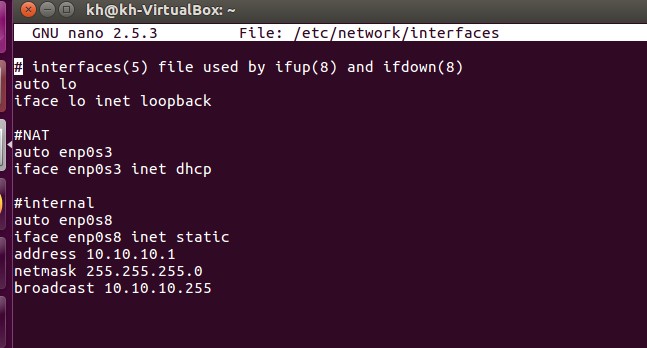 kh@kh-VirtualBox: ~
GNU nano 2.5.3 File: /etc/network/interfaces
# interfaces(5) file used by ifup(8) and ifdown(8)
auto lo
iface lo inet loopback
#NAT
auto enp0s3
iface enp0s3 inet dhcp
#internal
auto enp0s8
iface enp0s8 inet static
address 10.10.10.1
netmask 255.255.255.0
broadcast 10.10.10.255